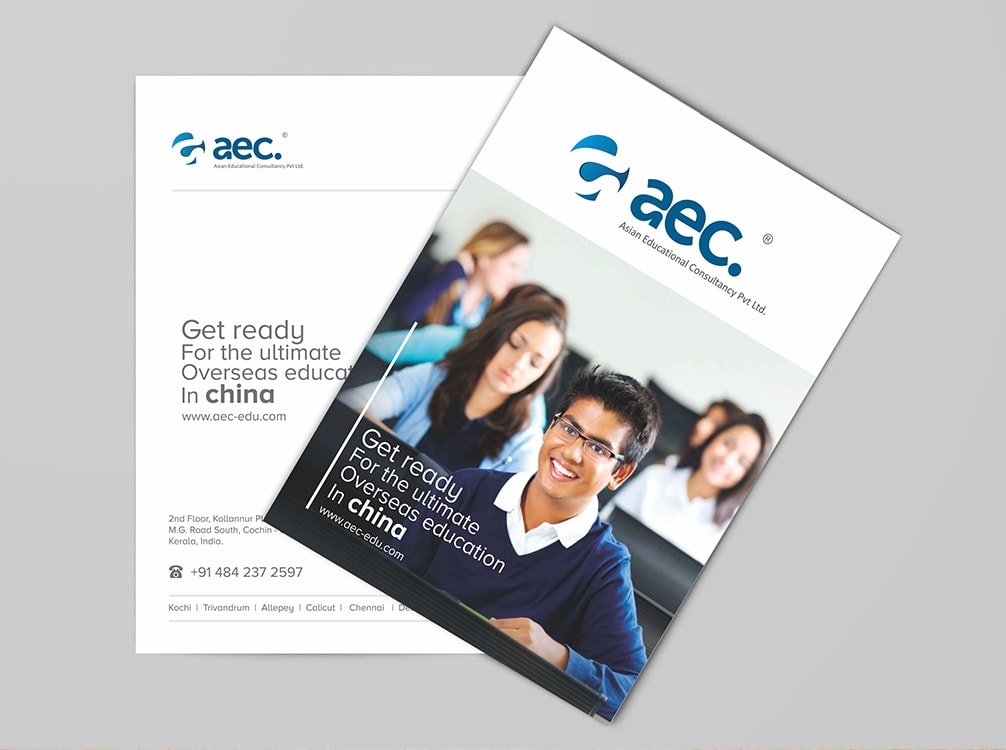 aec.®
Asian Educational Consultancy Pvt Ltd.
Get ready
For the ultimate
Overseas
In china
www.aec-edu.com
2nd Floor, Kollannur
M.G. Road South, Cochin -
Kerala, India.
+91 484 237 2597
Kochi | Trivandrum | Allepey | Calicut | Chennai |
aec.®
Asian Educational Consultancy Pvt Ltd.
Get ready
For the ultimate
Overseas education
In china
www.aec-edu.com